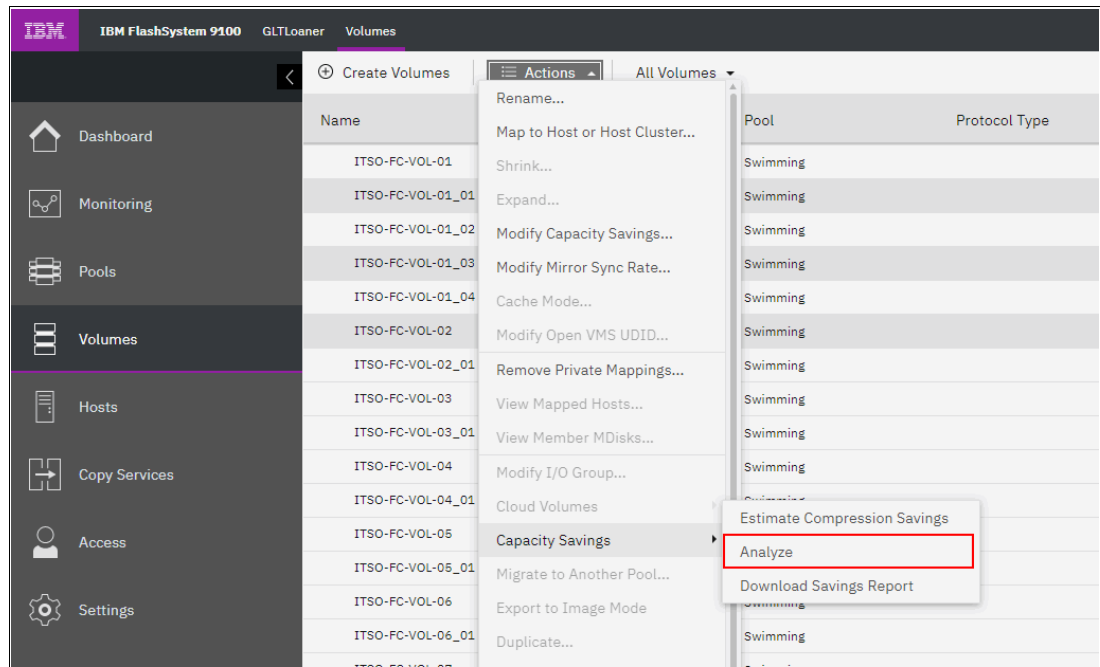 IBM IBM FlashSystem 9100 GLTLoaner Volumes
Create Volumes Actions All Volumes
Dashboard
Monitoring
Pools
Volumes
Hosts
Copy Services
Access
Settings
Name Pool Protocol Type
ITSO-FC-VOL-01 Swimming
ITSO-FC-VOL-01_01 Swimming
ITSO-FC-VOL-01_02 Swimming
ITSO-FC-VOL-01_03 Swimming
ITSO-FC-VOL-01_04 Swimming
ITSO-FC-VOL-02 Swimming
ITSO-FC-VOL-02_01 Swimming
ITSO-FC-VOL-03 Swimming
ITSO-FC-VOL-03_01 Swimming
ITSO-FC-VOL-04 Swimming
ITSO-FC-VOL-04_01
ITSO-FC-VOL-05
ITSO-FC-VOL-05_01
ITSO-FC-VOL-06
ITSO-FC-VOL-06_01 Swimming
Rename...
Map to Host or Host Cluster...
Shrink...
Expand...
Modify Capacity Savings...
Modify Mirror Sync Rate...
Cache Mode...
Modify Open VMS UDID...
Remove Private Mappings...
View Mapped Hosts...
View Member MDisks...
Modify I/O Group...
Cloud Volumes
Capacity Savings
Migrate to Another Pool...
Export to Image Mode
Duplicate...
Estimate Compression Savings
Analyze
Download Savings Report